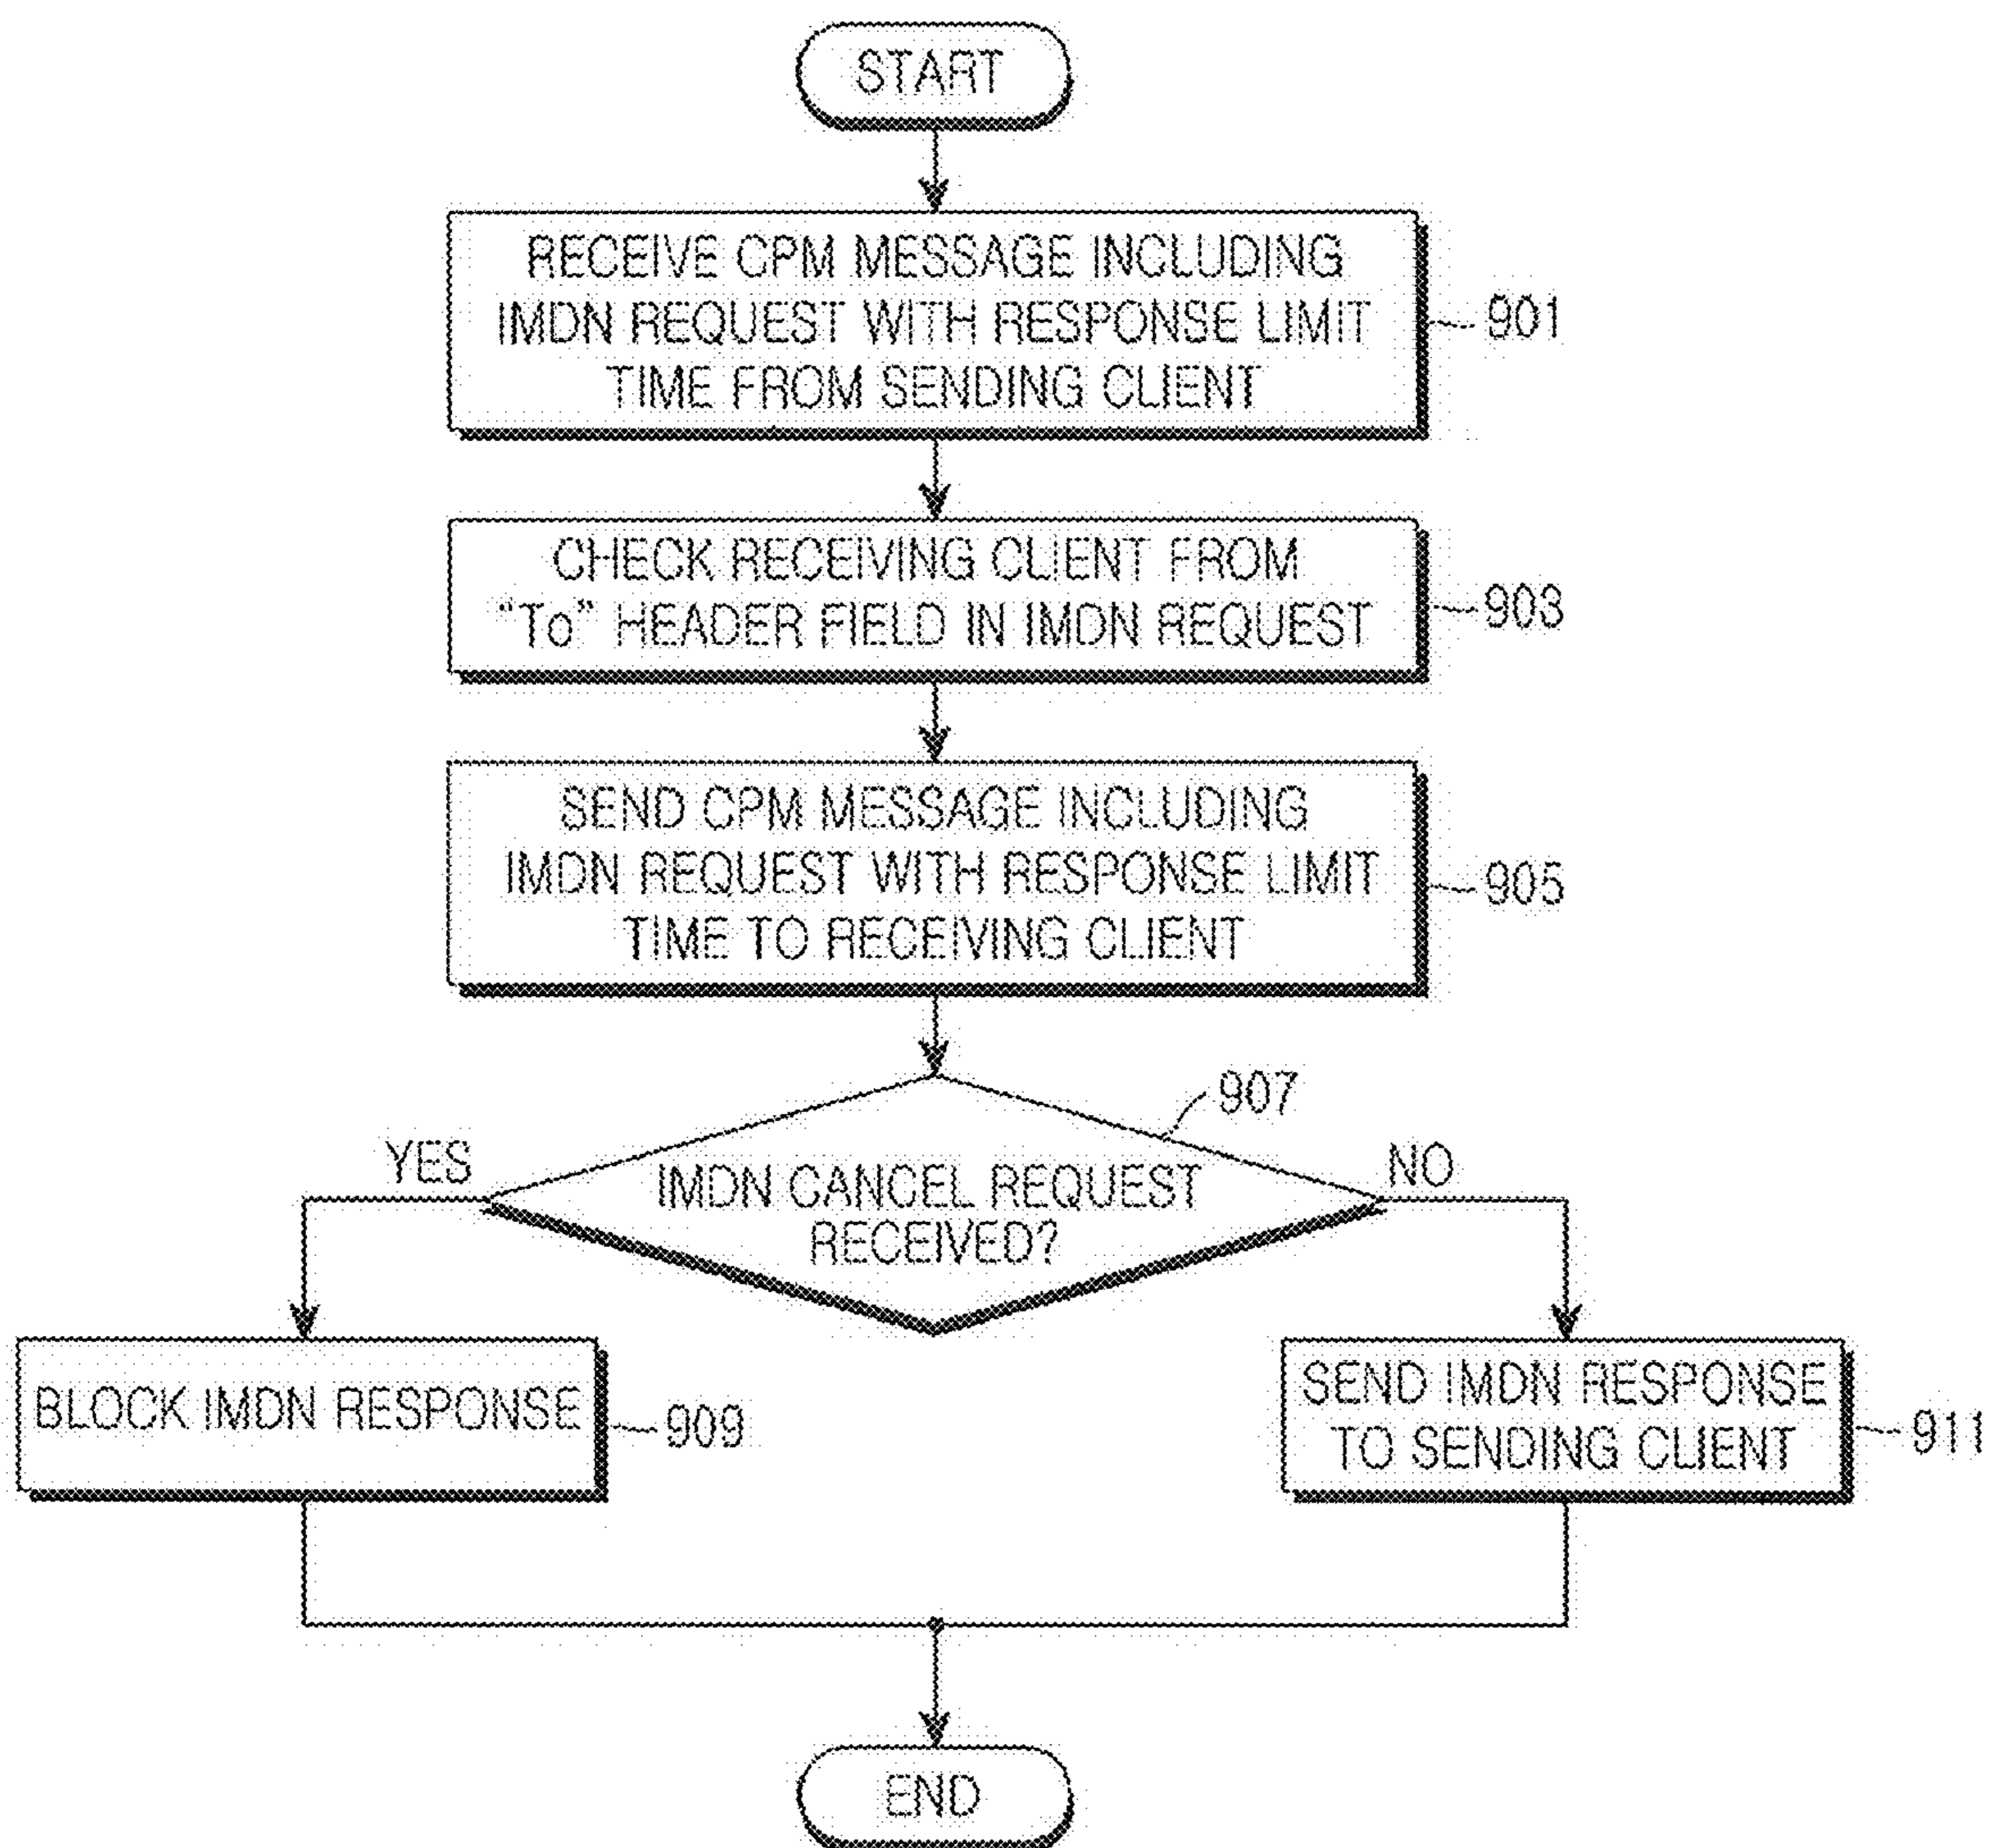 START
RECEIVE CPM MESSAGE INCLUDING
IMDN REQUEST WITH RESPONSE LIMIT
TIME FROM SENDING CLIENT
901
CHECK RECEIVING CLIENT FROM
“To” HEADER FIELD IN IMDN REQUEST
903
SEND CPM MESSAGE INCLUDING
IMDN REQUEST WITH RESPONSE LIMIT
TIME TO RECEIVING CLIENT
905
907
YES
IMDN CANCEL REQUEST
RECEIVED?
NO
BLOCK IMDN RESPONSE
909
SEND IMDN RESPONSE
TO SENDING CLIENT
911
END